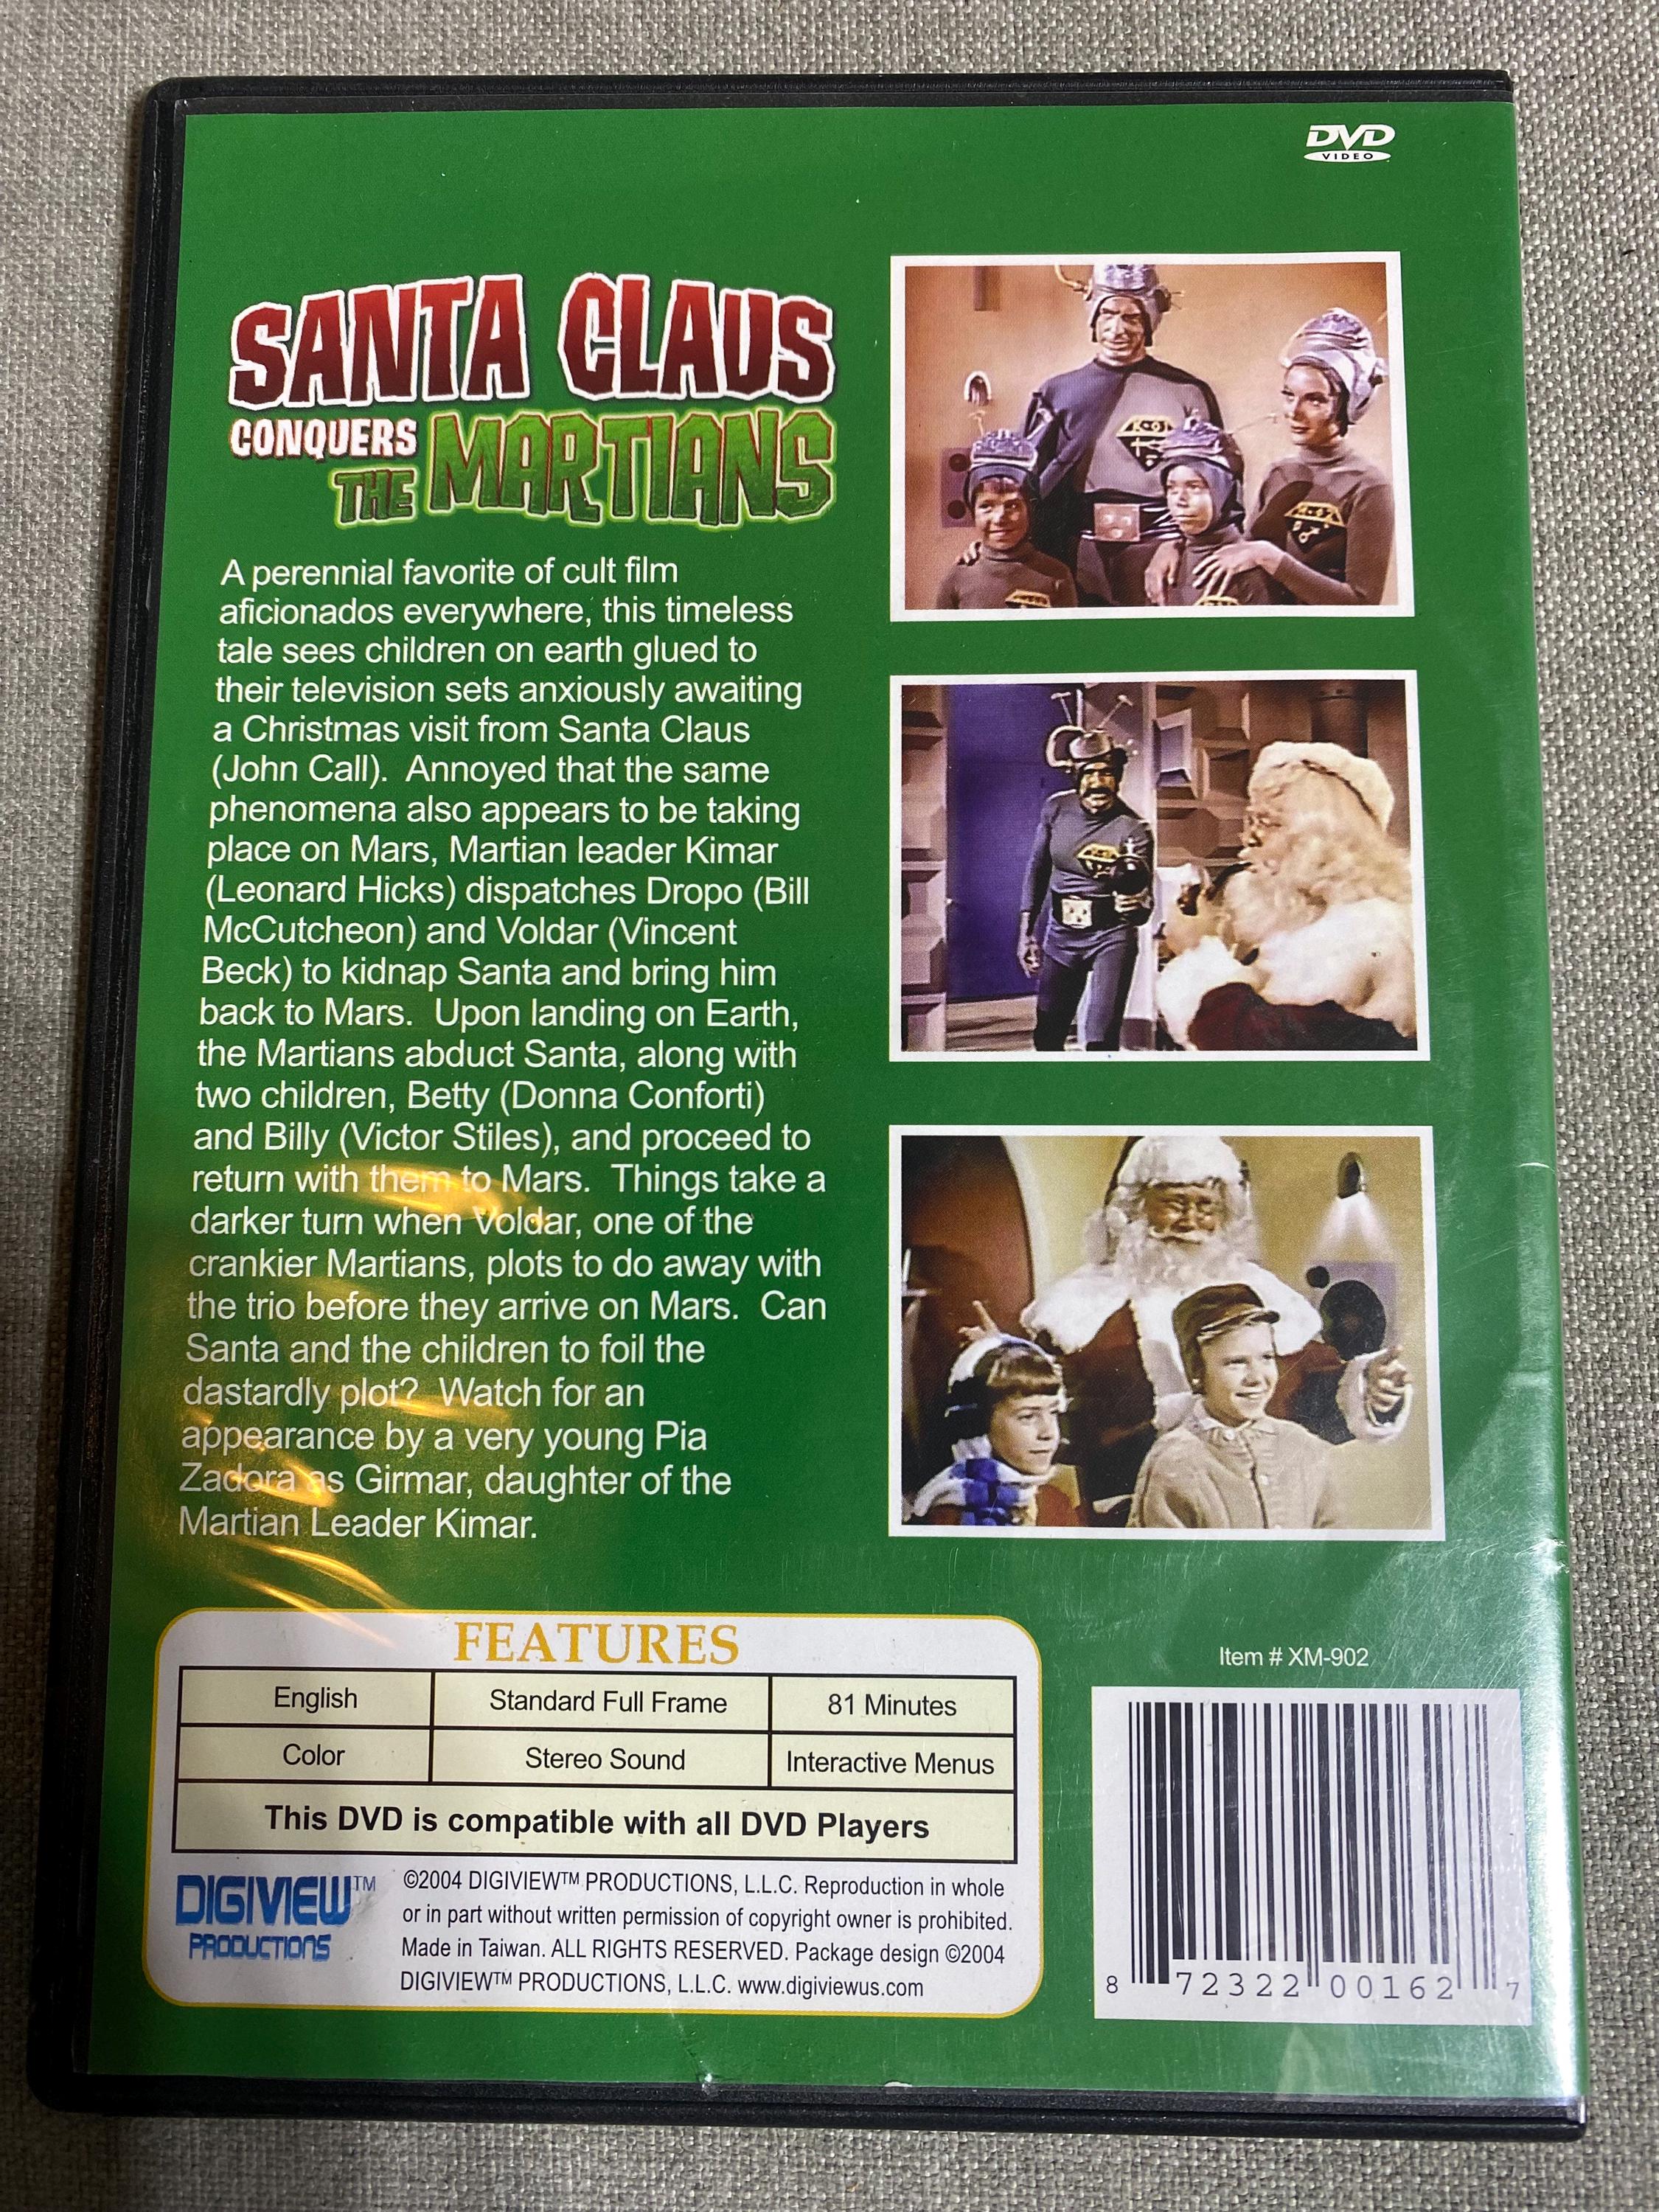 DVD
VIDEO
SANTA CLAUS
CONQUERS
THE MARTIANS
A perennial favorite of cult film
aficionados everywhere, this timeless
tale sees children on earth glued to
their television sets anxiously awaiting
a Christmas visit from Santa Claus
(John Call). Annoyed that the same
phenomena also appears to be taking
place on Mars, Martian leader Kimar
(Leonard Hicks) dispatches Dropo (Bill
McCutcheon) and Voldar (Vincent
Beck) to kidnap Santa and bring him
back to Mars. Upon landing on Earth,
the Martians abduct Santa, along with
two children, Betty (Donna Conforti)
and Billy (Victor Stiles), and proceed to
return with them to Mars. Things take a
darker turn when Voldar, one of the
crankier Martians, plots to do away with
the trio before they arrive on Mars. Can
Santa and the children to foil the
dastardly plot? Watch for an
appearance by a very young Pia
Zadora as Girmar, daughter of the
Martian Leader Kimar.
FEATURES
English Standard Full Frame 81 Minutes
Color Stereo Sound Interactive Menus
This DVD is compatible with all DVD Players
DIGIVIEW™
PRODUCTIONS
©2004 DIGIVIEW™ PRODUCTIONS, L.L.C. Reproduction in whole
or in part without written permission of copyright owner is prohibited.
Made in Taiwan. ALL RIGHTS RESERVED. Package design ©2004
DIGIVIEW™ PRODUCTIONS, L.L.C. www.digiviewus.com
Item # XM-902
8 72322 00162 7